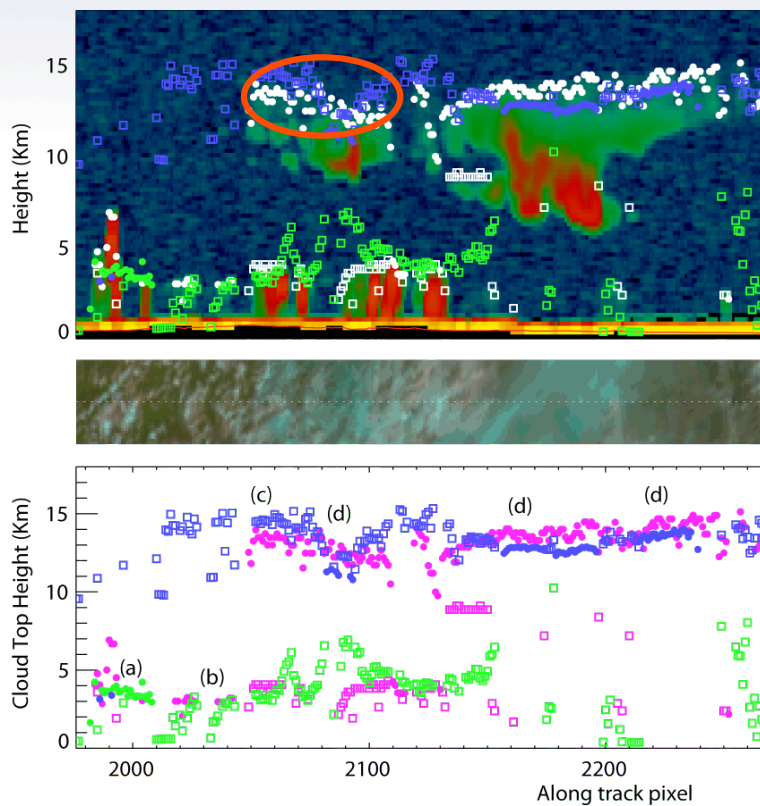 15
10
5
0
Height (Km)
(c)
(d)
(d)
(d)
15
10
5
0
(a)
(b)
Cloud Top Height (Km)
2000
2100
2200
Along track pixel